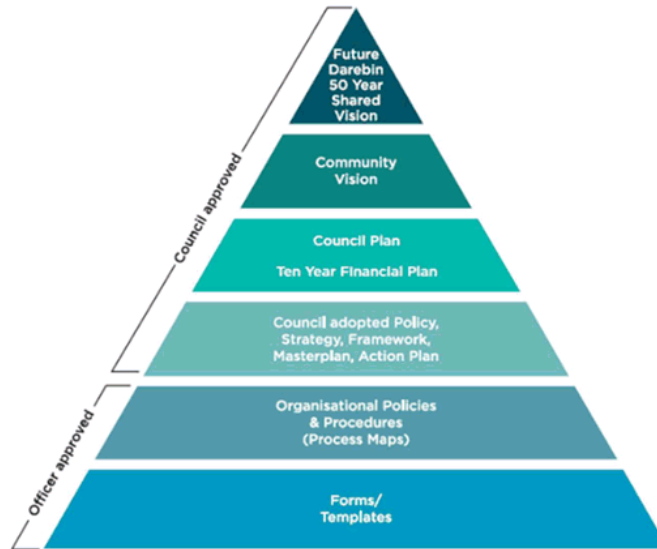 Future
Darebin
50 Year
Shared
Vision
Community
Vision
Council Plan
Ten Year Financial Plan
Council adopted Policy,
Strategy, Framework,
Masterplan, Action Plan
Organisational Policies
& Procedures
(Process Maps)
Forms/
Templates
Council approved
Officer approved